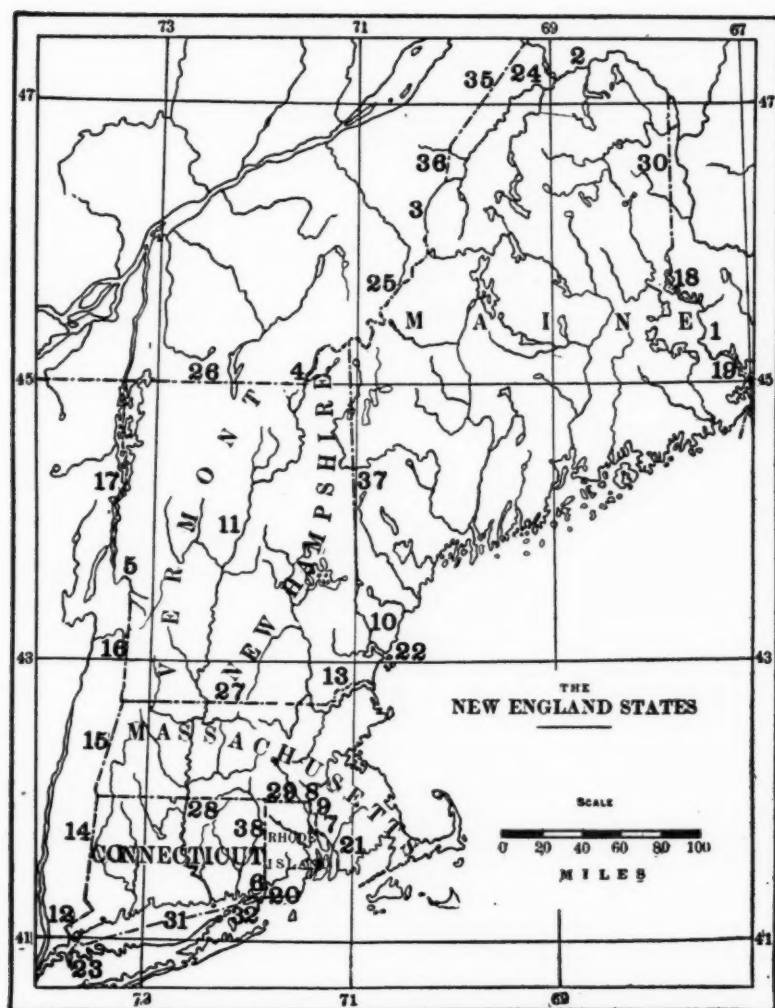 73 71 69 67
35 24 2
47
36 30
3
25 18
M A I N E 1
19
26 4
45
17 37
VERMONT
11
NEW HAMPSHIRE
5
10
16 22
43 43
27 13
THE
NEW ENGLAND STATES
15
MASSACHUSETTS
SCALE
29 8
28 9
14 38 7
RHODE
21
0 20 40 60 80 100
CONNECTICUT
ISLAND
MILES
6
20
12 31 32
41 41
23
73 71 69